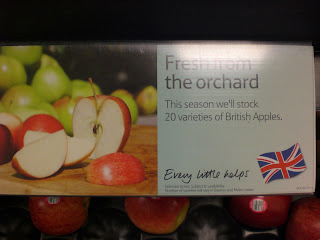 Fresh from
the orchard
This season we'll stock
20 varieties of British Apples.
Every little helps